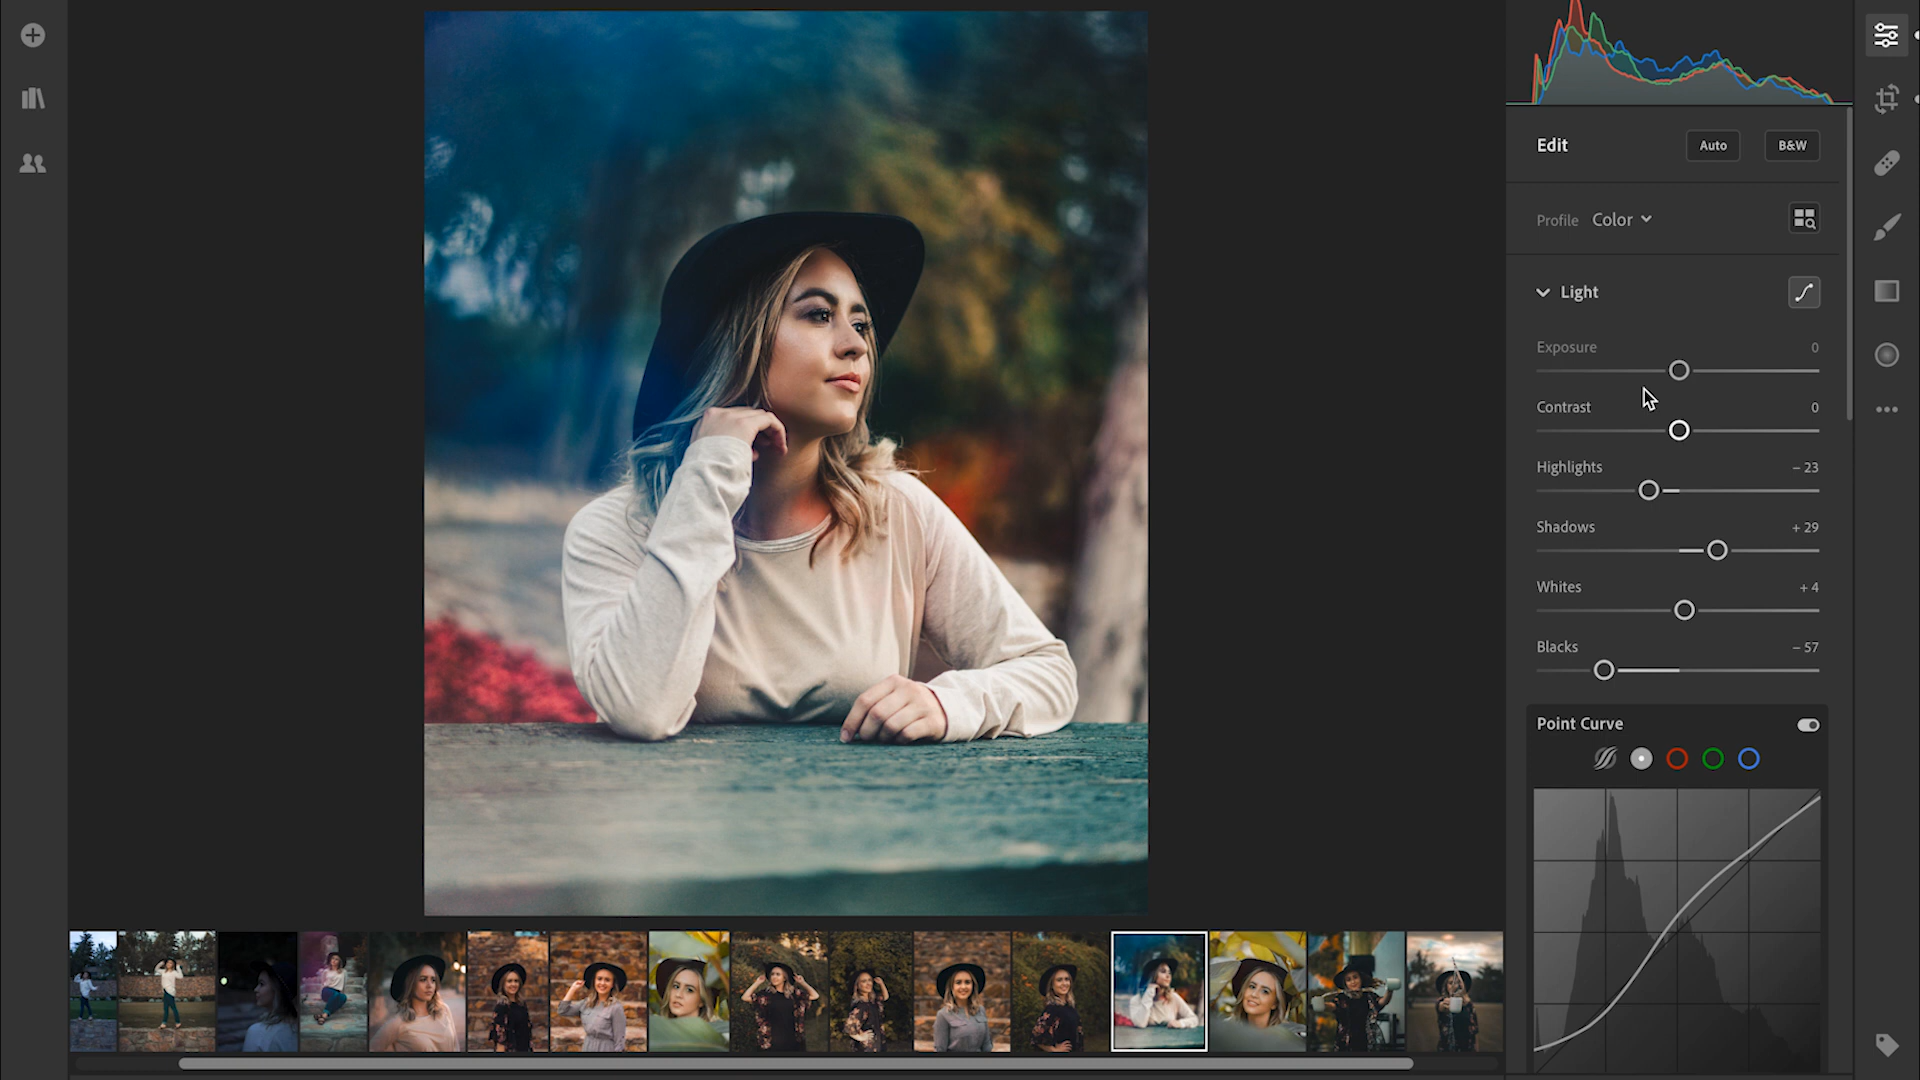 Edit
Auto
B&W
Profile Color
Light
Exposure 0
Contrast 0
Highlights – 23
Shadows + 29
Whites + 4
Blacks – 57
Point Curve